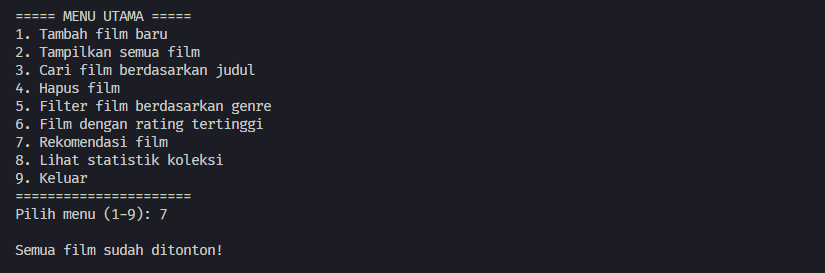 ===== MENU UTAMA =====
1. Tambah film baru
2. Tampilkan semua film
3. Cari film berdasarkan judul
4. Hapus film
5. Filter film berdasarkan genre
6. Film dengan rating tertinggi
7. Rekomendasi film
8. Lihat statistik koleksi
9. Keluar
======================
Pilih menu (1-9): 7
Semua film sudah ditonton!